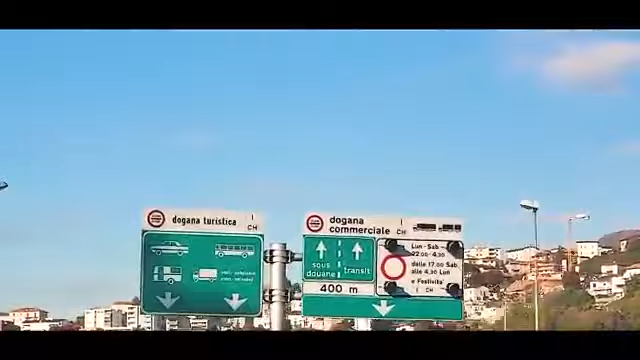 dogana turistica
I
CH
dogana
commerciale
I
CH
sous
douane
transit
400 m
Lun - Sab
22.00 - 4.30
dalle 17.00 Sab
alle 4.30 Lun
e Festività
I CH